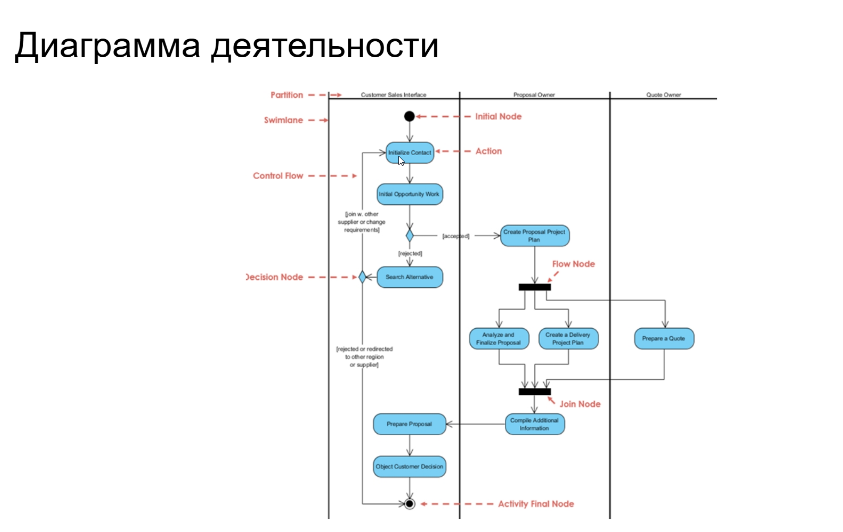 Диаграмма деятельности
Partition
Customer Sales Interface
Proposal Owner
Quote Owner
Swimlane
Initial Node
Initialize Contact
Action
Control Flow
Initial Opportunity Work
[join w. other
supplier or change
requirements]
[accepted]
Create Proposal Project
Plan
[rejected]
Flow Node
Decision Node
Search Alternative
Analyze and
Finalize Proposal
Create a Delivery
Project Plan
Prepare a Quote
[rejected or redirected
to other region
or supplier]
Join Node
Prepare Proposal
Compile Additional
Information
Object Customer Decision
Activity Final Node